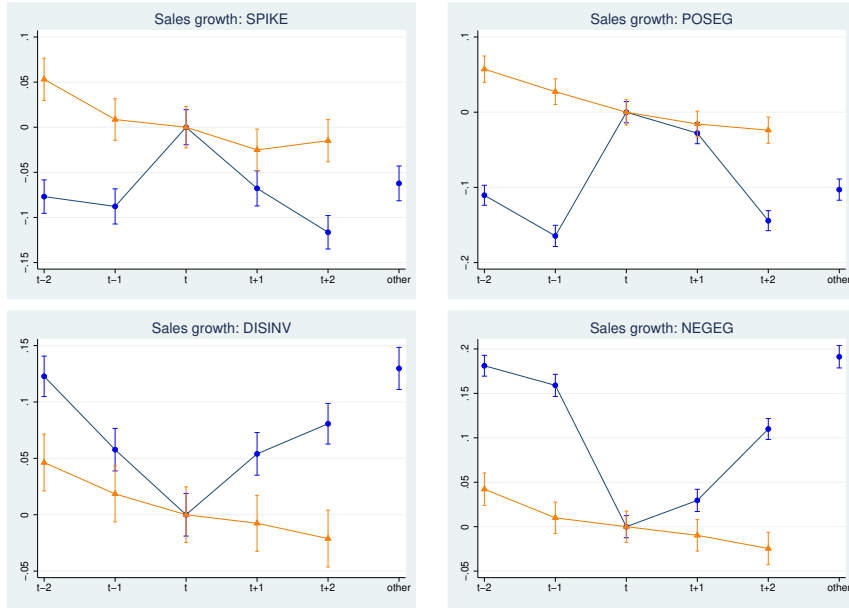 Sales growth: SPIKE
.1
.05
0
−.05
−.1
−.15
t−2 t−1 t t+1 t+2 other
Sales growth: POSEG
.1
0
−.1
−.2
t−2 t−1 t t+1 t+2 other
Sales growth: DISINV
.15
.1
.05
0
−.05
t−2 t−1 t t+1 t+2 other
Sales growth: NEGEG
.2
.15
.1
.05
0
−.05
t−2 t−1 t t+1 t+2 other